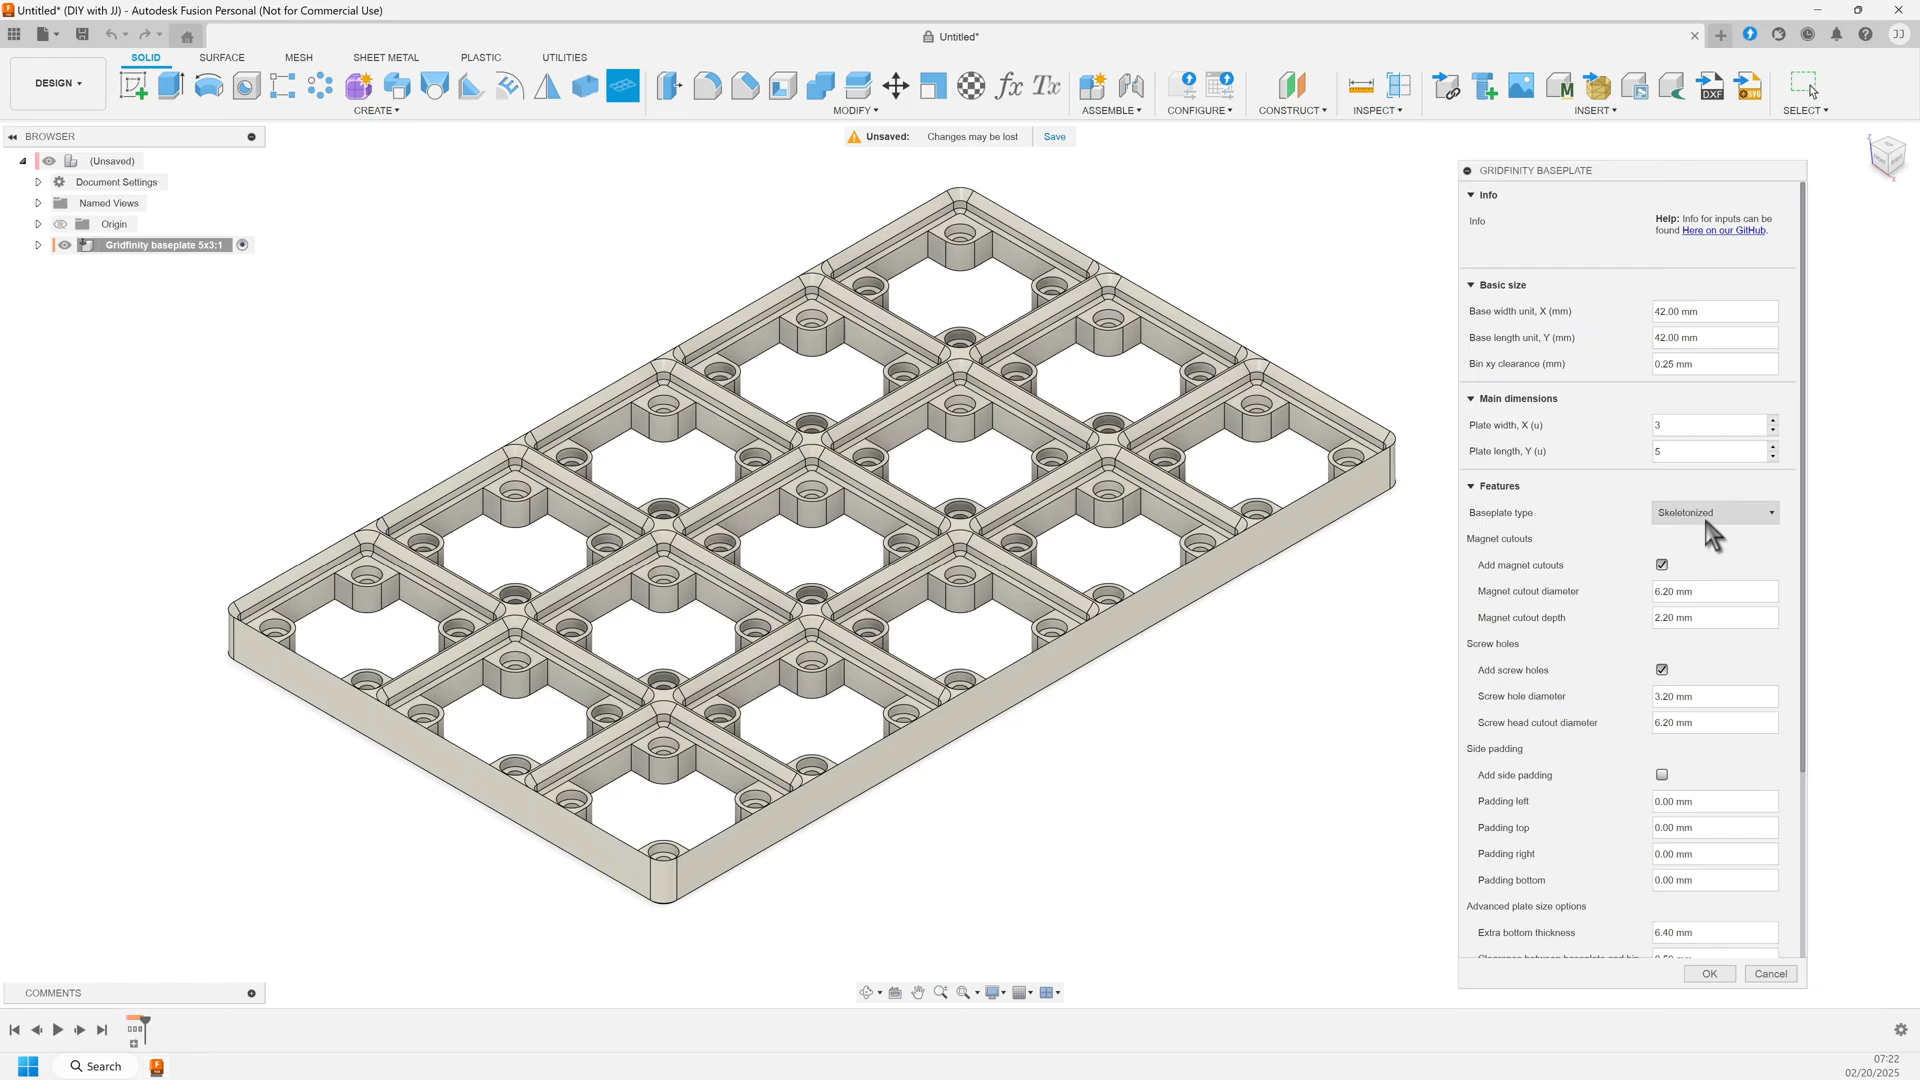 Untitled* (DIY with JJ) - Autodesk Fusion Personal (Not for Commercial Use)
Untitled*
JJ
DESIGN
SOLID
SURFACE
MESH
SHEET METAL
PLASTIC
UTILITIES
CREATE
MODIFY
ASSEMBLE
CONFIGURE
CONSTRUCT
INSPECT
INSERT
SELECT
BROWSER
Unsaved: Changes may be lost Save
(Unsaved)
Document Settings
Named Views
Origin
Gridfinity baseplate 5x3:1
GRIDFINITY BASEPLATE
Info
Info
Help: Info for inputs can be
found Here on our GitHub.
Basic size
Base width unit, X (mm) 42.00 mm
Base length unit, Y (mm) 42.00 mm
Bin xy clearance (mm) 0.25 mm
Main dimensions
Plate width, X (u) 3
Plate length, Y (u) 5
Features
Baseplate type Skeletonized
Magnet cutouts
Add magnet cutouts
Magnet cutout diameter 6.20 mm
Magnet cutout depth 2.20 mm
Screw holes
Add screw holes
Screw hole diameter 3.20 mm
Screw head cutout diameter 6.20 mm
Side padding
Add side padding
Padding left 0.00 mm
Padding top 0.00 mm
Padding right 0.00 mm
Padding bottom 0.00 mm
Advanced plate size options
Extra bottom thickness 6.40 mm
Clearance between baseplate and bin 0.50 mm
OK Cancel
COMMENTS
Search
07:22
02/20/2025